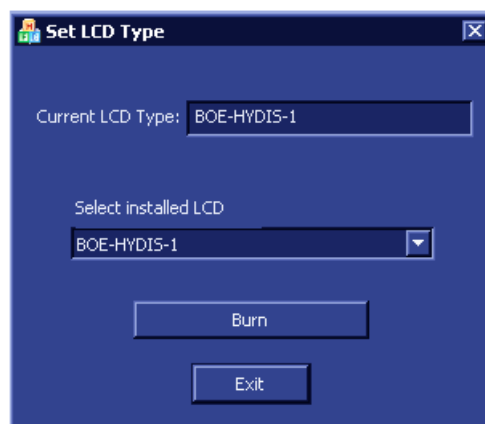 Set LCD Type
Current LCD Type: BOE-HYDIS-1
Select installed LCD
BOE-HYDIS-1
Burn
Exit